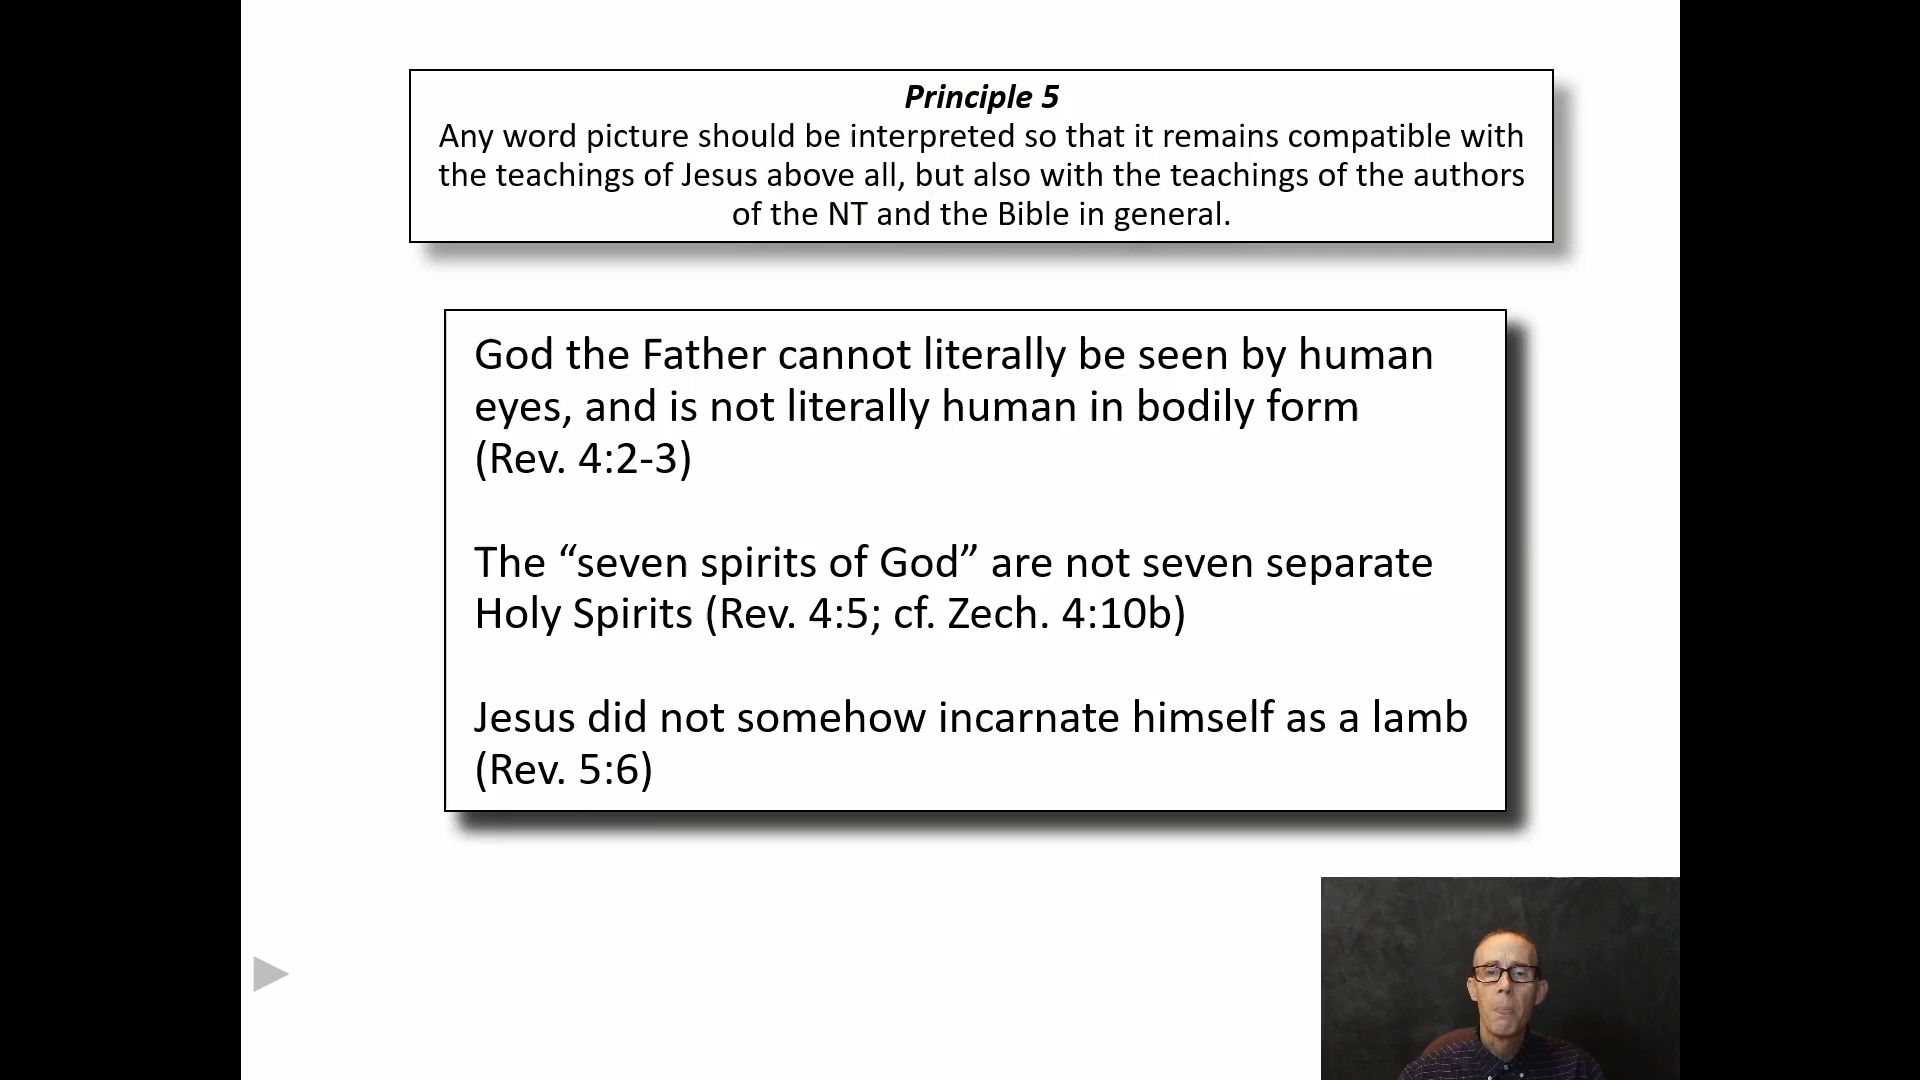 Principle 5
Any word picture should be interpreted so that it remains compatible with
the teachings of Jesus above all, but also with the teachings of the authors
of the NT and the Bible in general.
God the Father cannot literally be seen by human
eyes, and is not literally human in bodily form
(Rev. 4:2-3)
The “seven spirits of God” are not seven separate
Holy Spirits (Rev. 4:5; cf. Zech. 4:10b)
Jesus did not somehow incarnate himself as a lamb
(Rev. 5:6)